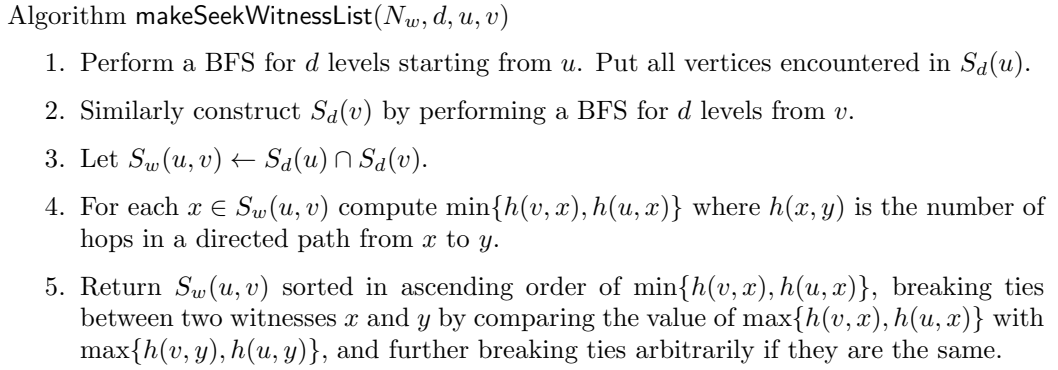 Algorithm makeSeekWitnessList(N_w, d, u, v)
1. Perform a BFS for d levels starting from u. Put all vertices encountered in S_d(u).
2. Similarly construct S_d(v) by performing a BFS for d levels from v.
3. Let S_w(u, v) ← S_d(u) ∩ S_d(v).
4. For each x ∈ S_w(u, v) compute min{h(v, x), h(u, x)} where h(x, y) is the number of
hops in a directed path from x to y.
5. Return S_w(u, v) sorted in ascending order of min{h(v, x), h(u, x)}, breaking ties
between two witnesses x and y by comparing the value of max{h(v, x), h(u, x)} with
max{h(v, y), h(u, y)}, and further breaking ties arbitrarily if they are the same.